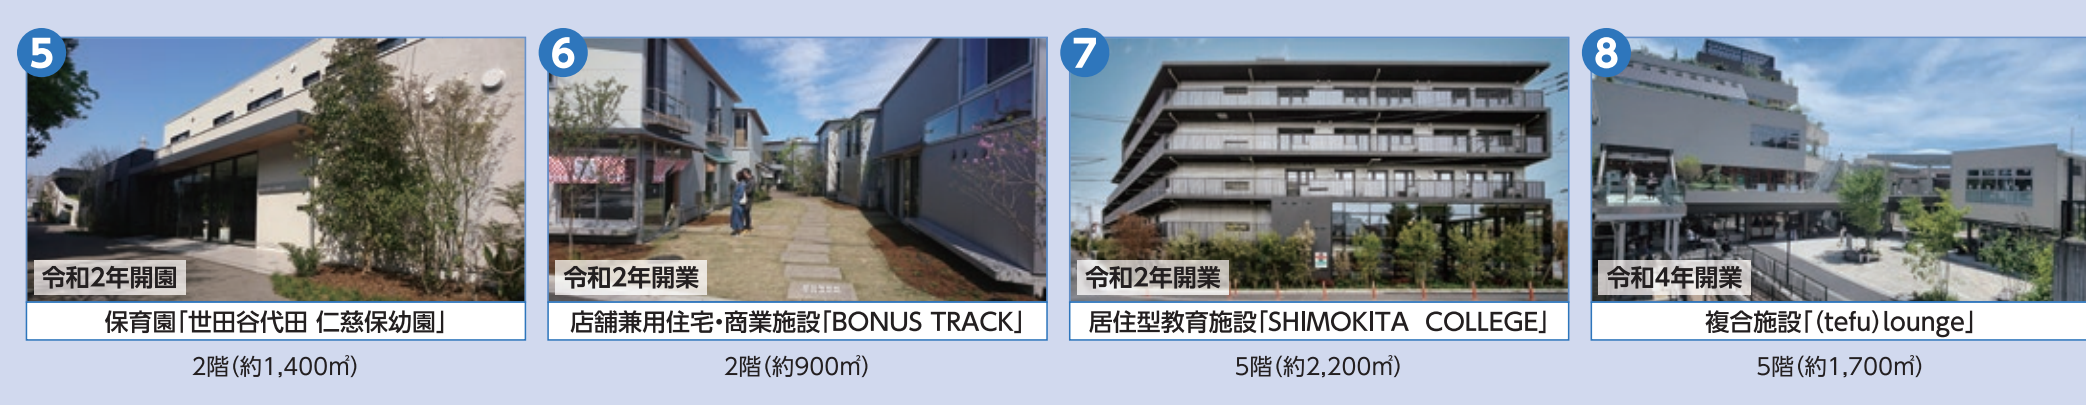 5
令和2年開園
保育園「世田谷代田 仁慈保幼園」
2階(約1,400㎡)
6
令和2年開業
店舗兼用住宅・商業施設「BONUS TRACK」
2階(約900㎡)
7
令和2年開業
居住型教育施設「SHIMOKITA COLLEGE」
5階(約2,200㎡)
8
令和4年開業
複合施設「(tefu) lounge」
5階(約1,700㎡)